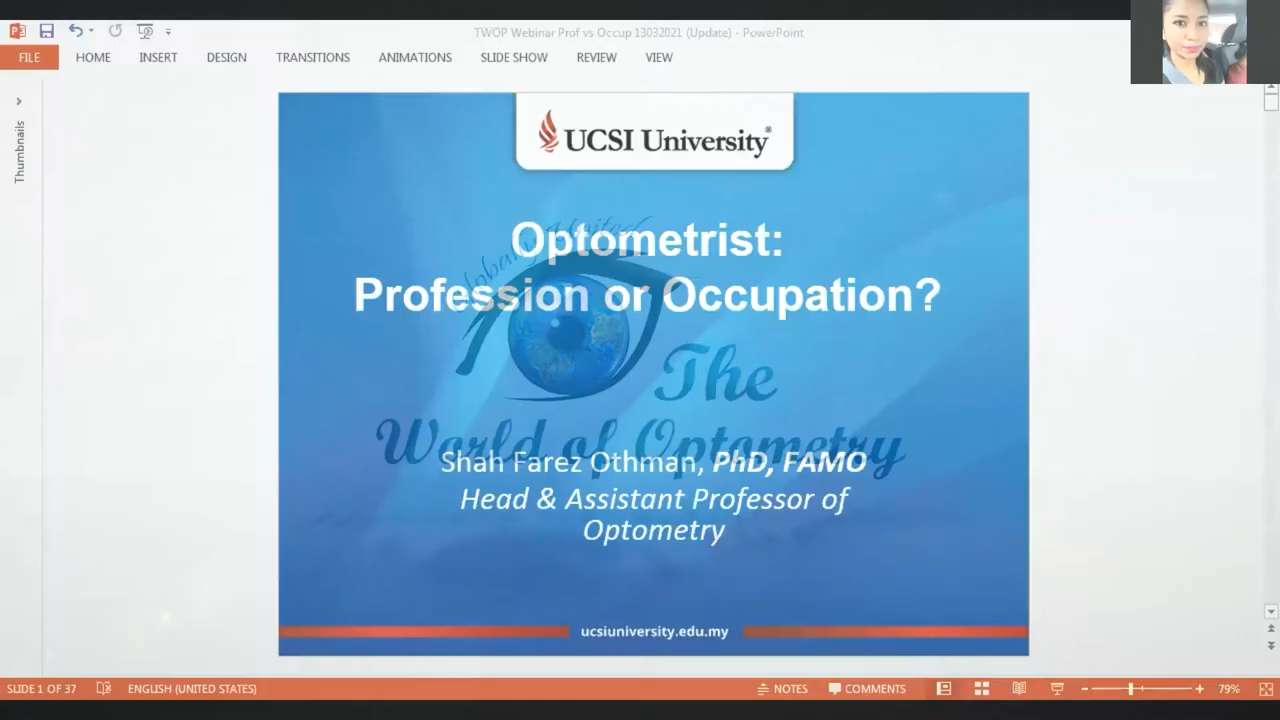 TWOP Webinar Prof vs Occup 13032021 (Update) - PowerPoint
FILE HOME INSERT DESIGN TRANSITIONS ANIMATIONS SLIDE SHOW REVIEW VIEW
Thumbnails
UCSI University®
Optometrist:
Profession or Occupation?
Globally United
The
World of Optometry
Shah Farez Othman, PhD, FAMO
Head & Assistant Professor of
Optometry
ucsiuniversity.edu.my
SLIDE 1 OF 37 ENGLISH (UNITED STATES) NOTES COMMENTS 79%